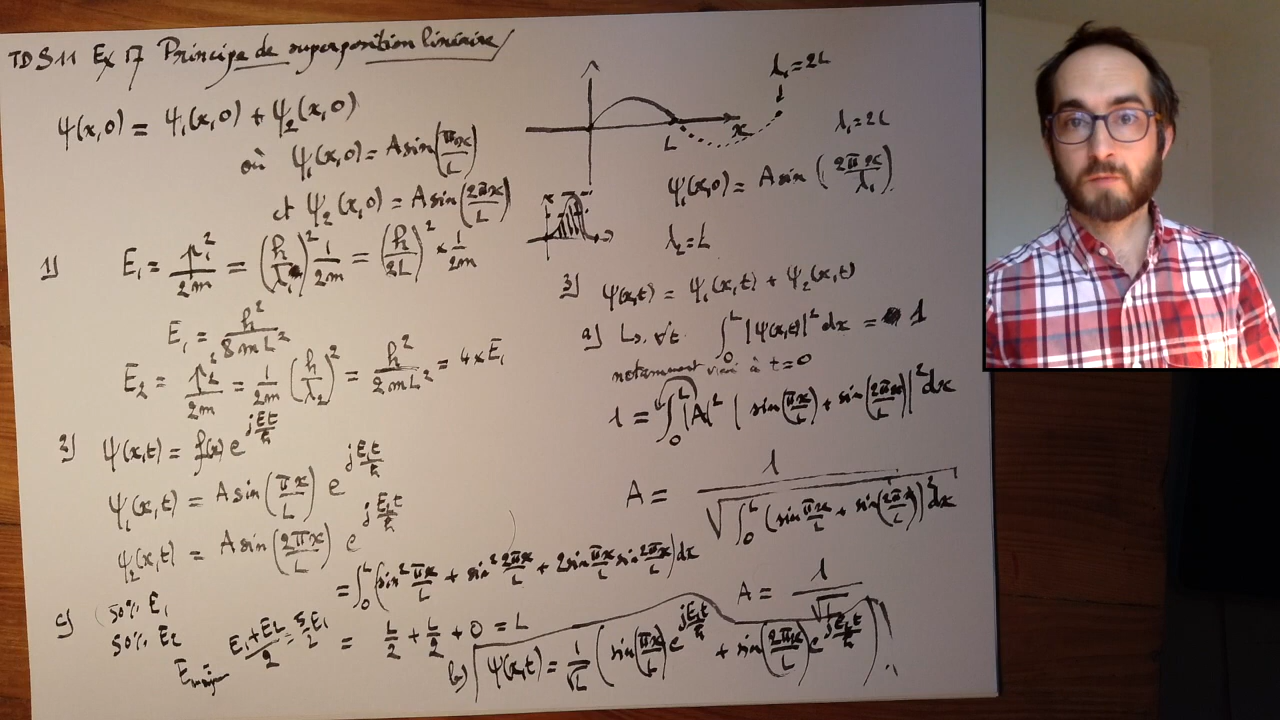 TD S11 Ex 17 Principe de superposition linéaire
ψ(x,0) = ψ₁(x,0) + ψ₂(x,0)
où ψ₁(x,0) = A sin(πx/L)
et ψ₂(x,0) = A sin(2πx/L)
1) E₁ = p₁²/2m = (h/λ₁)² 1/2m = (h/2L)² × 1/2m
E₁ = h²/8mL²
E₂ = p₂²/2m = 1/2m (h/λ₂)² = h²/2mL² = 4 × E₁
2) ψ(x,t) = f(x) e^(jEt/ħ)
ψ₁(x,t) = A sin(πx/L) e^(jE₁t/ħ)
ψ₂(x,t) = A sin(2πx/L) e^(jE₂t/ħ)
λ₁ = 2L
L
x
λ₁ = 2L
ψ₁(x,0) = A sin(2πx/λ₁)
λ₂ = L
3) ψ(x,t) = ψ₁(x,t) + ψ₂(x,t)
a) ↳, ∀t ∫₀ᴸ |ψ(x,t)|² dx = 1
notamment vrai à t=0
1 = ∫₀ᴸ |A|² | sin(πx/L) + sin(2πx/L) |² dx
A = 1/√(∫₀ᴸ (sin πx/L + sin(2πx/L))² dx)
= ∫₀ᴸ (sin² πx/L + sin² 2πx/L + 2 sin πx/L sin 2πx/L) dx
= L/2 + L/2 + 0 = L
A = 1/√L
b) ψ(x,t) = 1/√L (sin(πx/L) e^(jE₁t/ħ) + sin(2πx/L) e^(jE₂t/ħ))
c) 50% E₁
50% E₂
E (E₁+E₂)/2 = 5/2 E₁